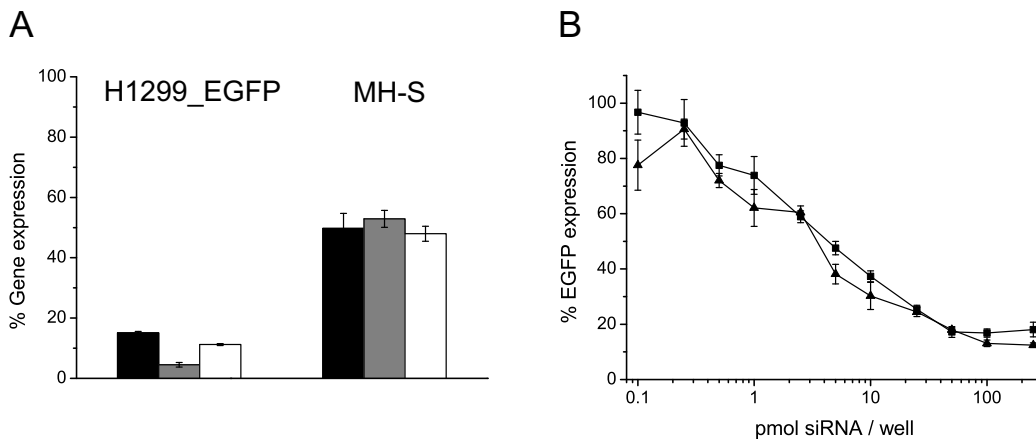 A
H1299_EGFP
MH-S
% Gene expression
100
80
60
40
20
0
B
% EGFP expression
100
80
60
40
20
0
0.1
1
10
100
pmol siRNA / well